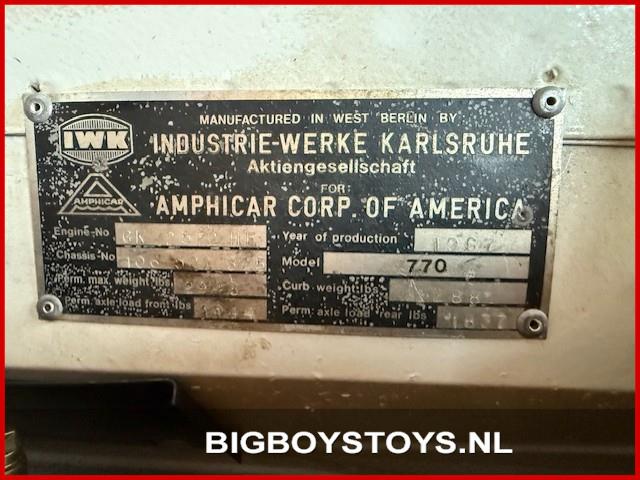 IWK
MANUFACTURED IN WEST BERLIN BY
INDUSTRIE-WERKE KARLSRUHE
Aktiengesellschaft
FOR
AMPHICAR
AMPHICAR CORP. OF AMERICA
Engine-No
Year of production 1967
Chassis-No
Model 770
Perm. max. weight lbs
Curb weight lbs
Perm. axle load front lbs
Perm. axle load rear lbs 1837
BIGBOYSTOYS.NL